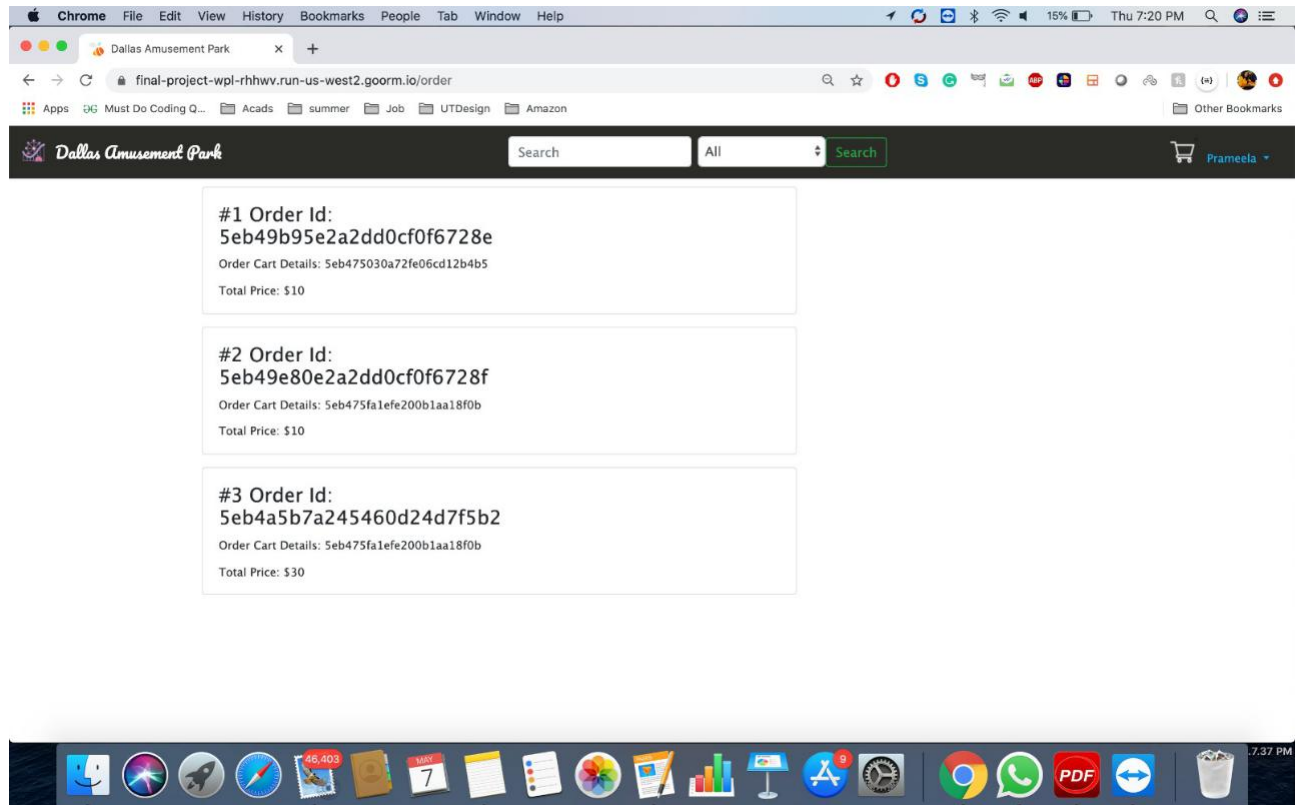 Chrome File Edit View History Bookmarks People Tab Window Help 15% Thu 7:20 PM
Dallas Amusement Park
final-project-wpl-rhhwv.run-us-west2.goorm.io/order
Apps Must Do Coding Q... Acads summer Job UTDesign Amazon Other Bookmarks
Dallas Amusement Park Search All Search Prameela
#1 Order Id:
5eb49b95e2a2dd0cf0f6728e
Order Cart Details: 5eb475030a72fe06cd12b4b5
Total Price: $10
#2 Order Id:
5eb49e80e2a2dd0cf0f6728f
Order Cart Details: 5eb475fa1efe200b1aa18f0b
Total Price: $10
#3 Order Id:
5eb4a5b7a245460d24d7f5b2
Order Cart Details: 5eb475fa1efe200b1aa18f0b
Total Price: $30
.7.37 PM
46,403 MAY 7 9 PDF